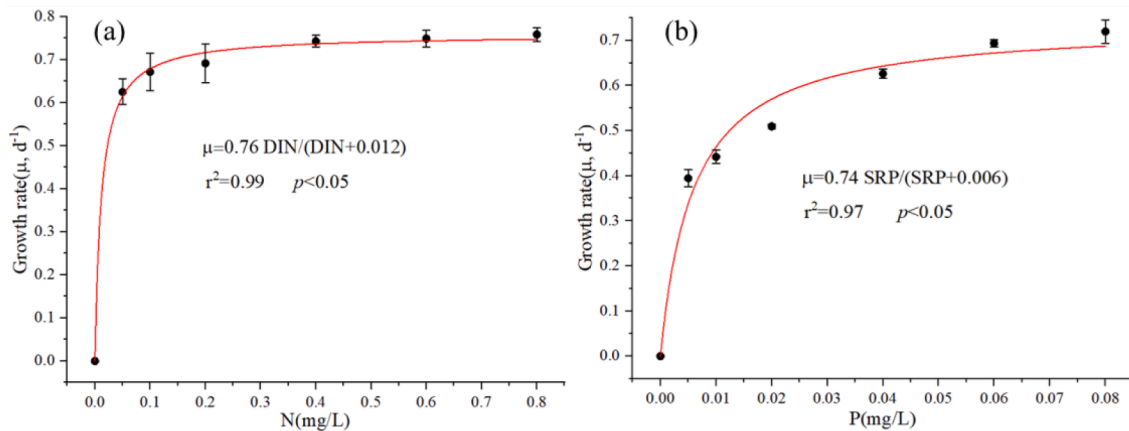 (a)
0.8
0.7
0.6
0.5
0.4
0.3
0.2
0.1
0.0
Growth rate(μ, d⁻¹)
μ=0.76 DIN/(DIN+0.012)
r²=0.99 p<0.05
0.0 0.1 0.2 0.3 0.4 0.5 0.6 0.7 0.8
N(mg/L)
(b)
0.7
0.6
0.5
0.4
0.3
0.2
0.1
0.0
Growth rate(μ, d⁻¹)
μ=0.74 SRP/(SRP+0.006)
r²=0.97 p<0.05
0.00 0.01 0.02 0.03 0.04 0.05 0.06 0.07 0.08
P(mg/L)